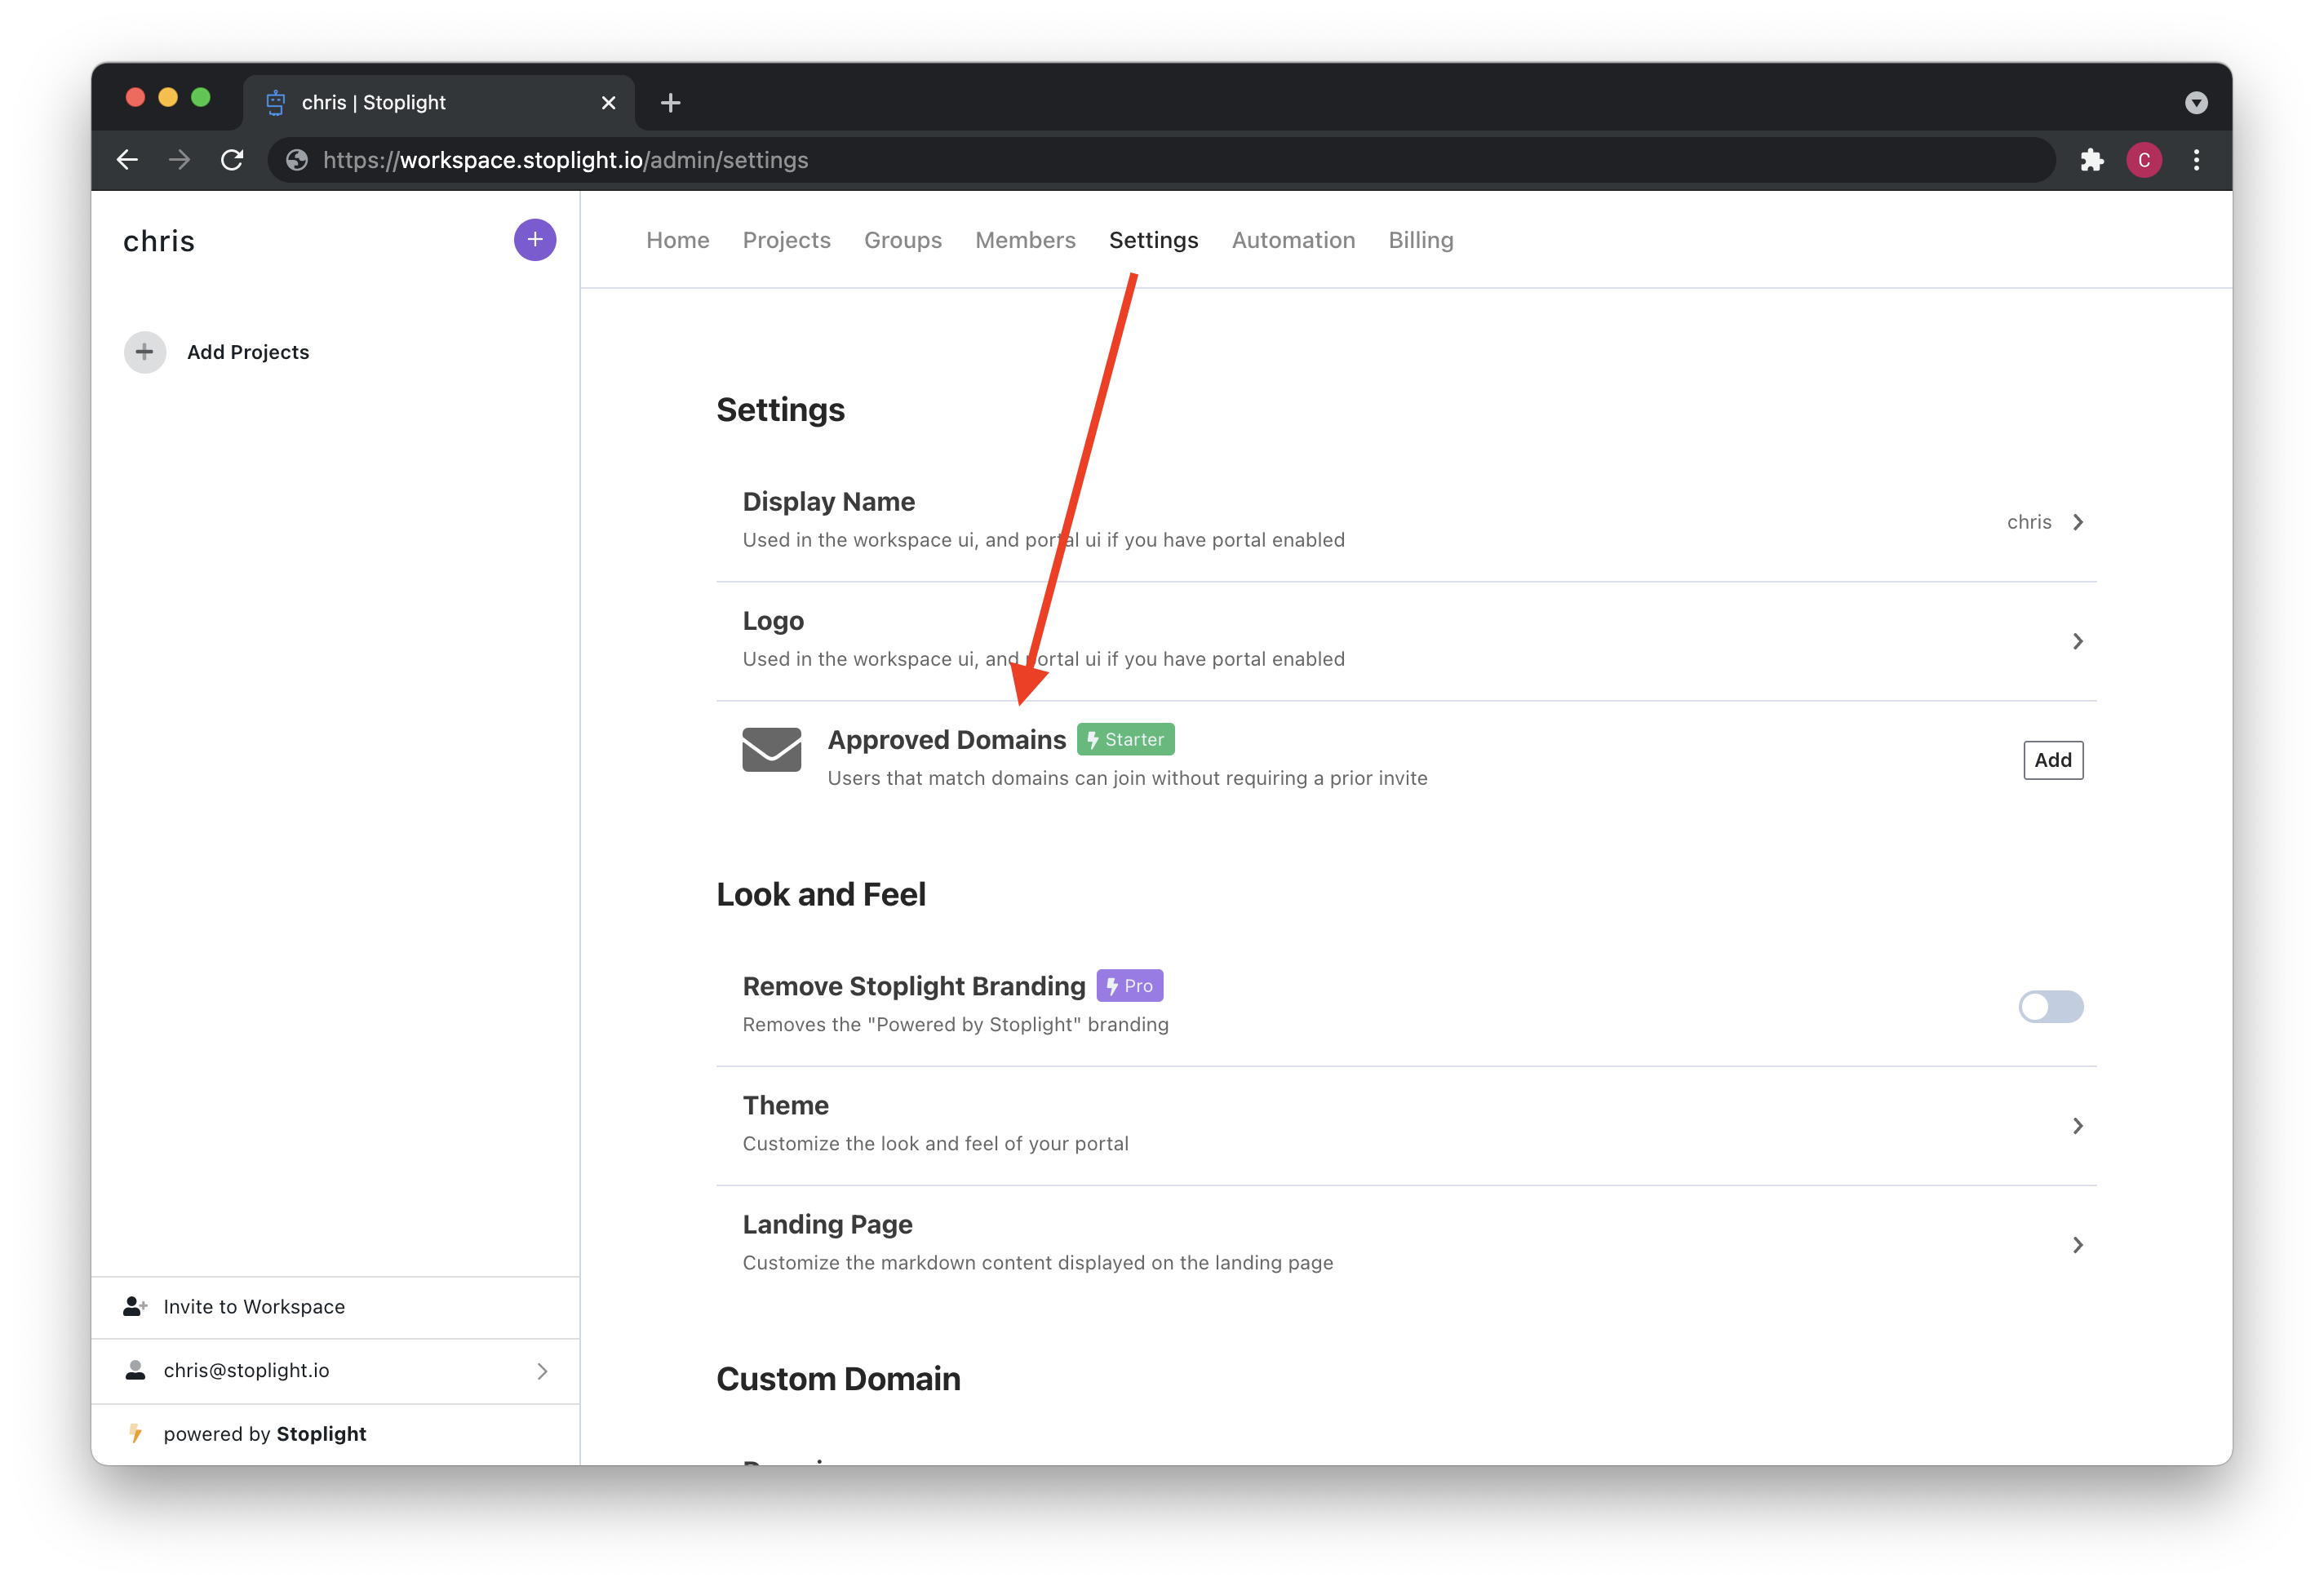 chris | Stoplight
https://workspace.stoplight.io/admin/settings
C
chris
Home Projects Groups Members Settings Automation Billing
Add Projects
Settings
Display Name
Used in the workspace ui, and portal ui if you have portal enabled
chris
Logo
Used in the workspace ui, and portal ui if you have portal enabled
Approved Domains Starter
Users that match domains can join without requiring a prior invite
Add
Look and Feel
Remove Stoplight Branding Pro
Removes the "Powered by Stoplight" branding
Theme
Customize the look and feel of your portal
Landing Page
Customize the markdown content displayed on the landing page
Custom Domain
Invite to Workspace
chris@stoplight.io
powered by Stoplight